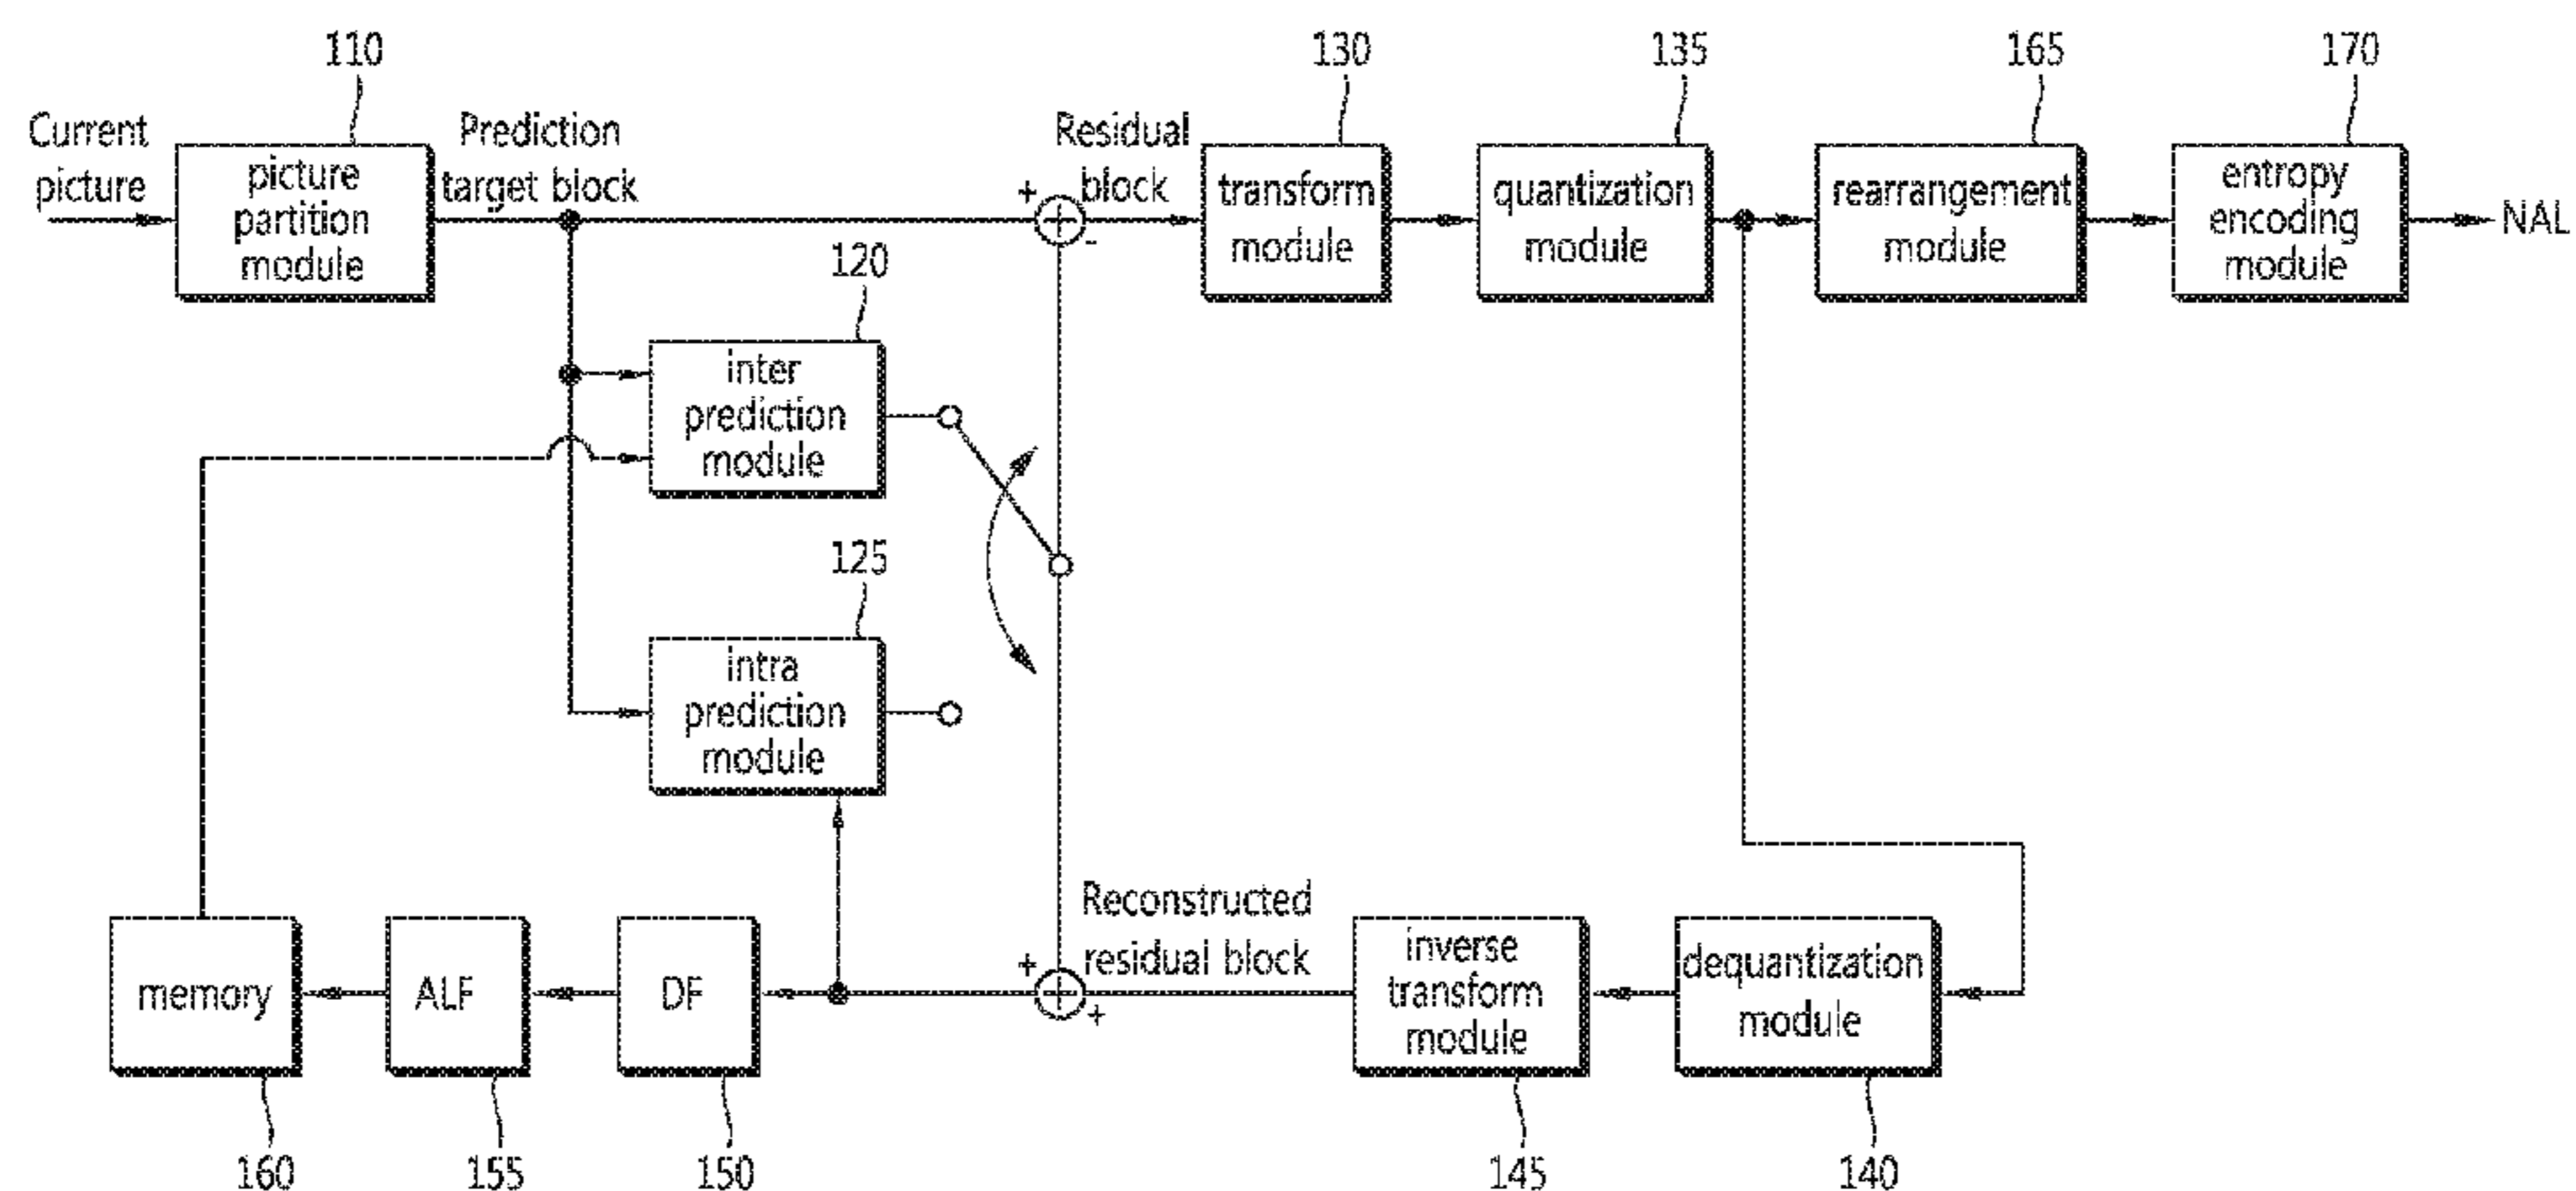 110
130
135
165
170
Current
picture
picture
partition
module
Prediction
target block
+
-
Residual
block
transform
module
quantization
module
rearrangement
module
entropy
encoding
module
NAL
120
inter
prediction
module
125
intra
prediction
module
memory
ALF
DF
+
+
Reconstructed
residual block
inverse
transform
module
dequantization
module
160
155
150
145
140